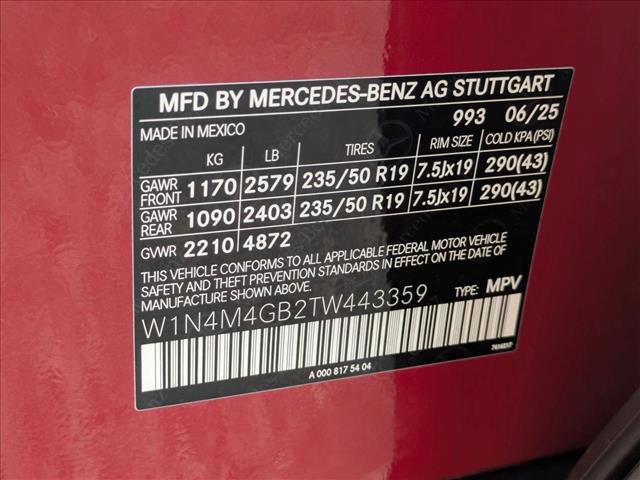 MFD BY MERCEDES-BENZ AG STUTTGART
993 06/25
MADE IN MEXICO
KG LB TIRES RIM SIZE COLD KPA(PSI)
GAWR FRONT 1170 2579 235/50 R19 7.5Jx19 290(43)
GAWR REAR 1090 2403 235/50 R19 7.5Jx19 290(43)
GVWR 2210 4872
THIS VEHICLE CONFORMS TO ALL APPLICABLE FEDERAL MOTOR VEHICLE
SAFETY AND THEFT PREVENTION STANDARDS IN EFFECT ON THE DATE OF
MANUFACTURE SHOWN ABOVE.
W1N4M4GB2TW443359 TYPE: MPV
A 000 817 54 04